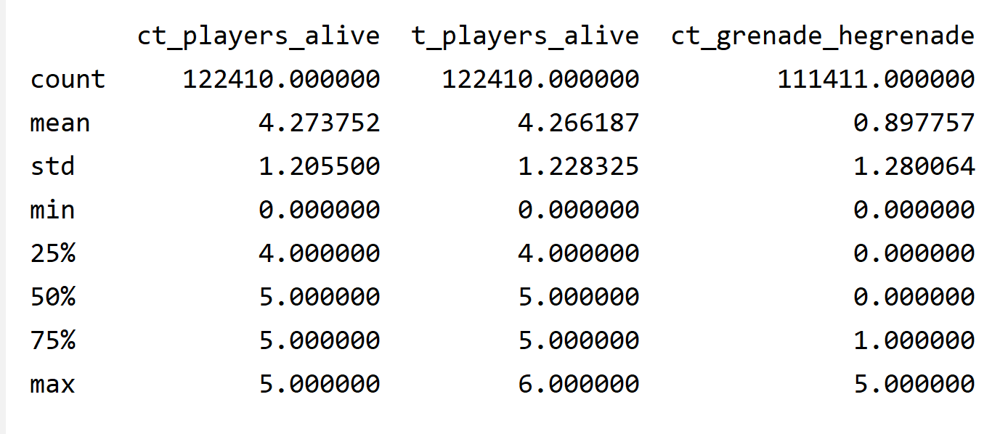 ct_players_alive t_players_alive ct_grenade_hegrenade
count 122410.000000 122410.000000 111411.000000
mean 4.273752 4.266187 0.897757
std 1.205500 1.228325 1.280064
min 0.000000 0.000000 0.000000
25% 4.000000 4.000000 0.000000
50% 5.000000 5.000000 0.000000
75% 5.000000 5.000000 1.000000
max 5.000000 6.000000 5.000000